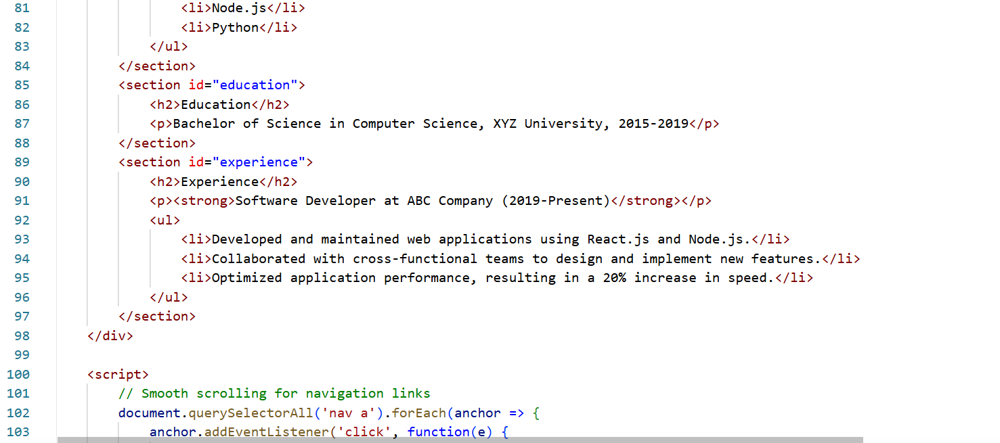 81 <li>Node.js</li>
82 <li>Python</li>
83 </ul>
84 </section>
85 <section id="education">
86 <h2>Education</h2>
87 <p>Bachelor of Science in Computer Science, XYZ University, 2015-2019</p>
88 </section>
89 <section id="experience">
90 <h2>Experience</h2>
91 <p><strong>Software Developer at ABC Company (2019-Present)</strong></p>
92 <ul>
93 <li>Developed and maintained web applications using React.js and Node.js.</li>
94 <li>Collaborated with cross-functional teams to design and implement new features.</li>
95 <li>Optimized application performance, resulting in a 20% increase in speed.</li>
96 </ul>
97 </section>
98 </div>
99
100 <script>
101 // Smooth scrolling for navigation links
102 document.querySelectorAll('nav a').forEach(anchor => {
103 anchor.addEventListener('click', function(e) {